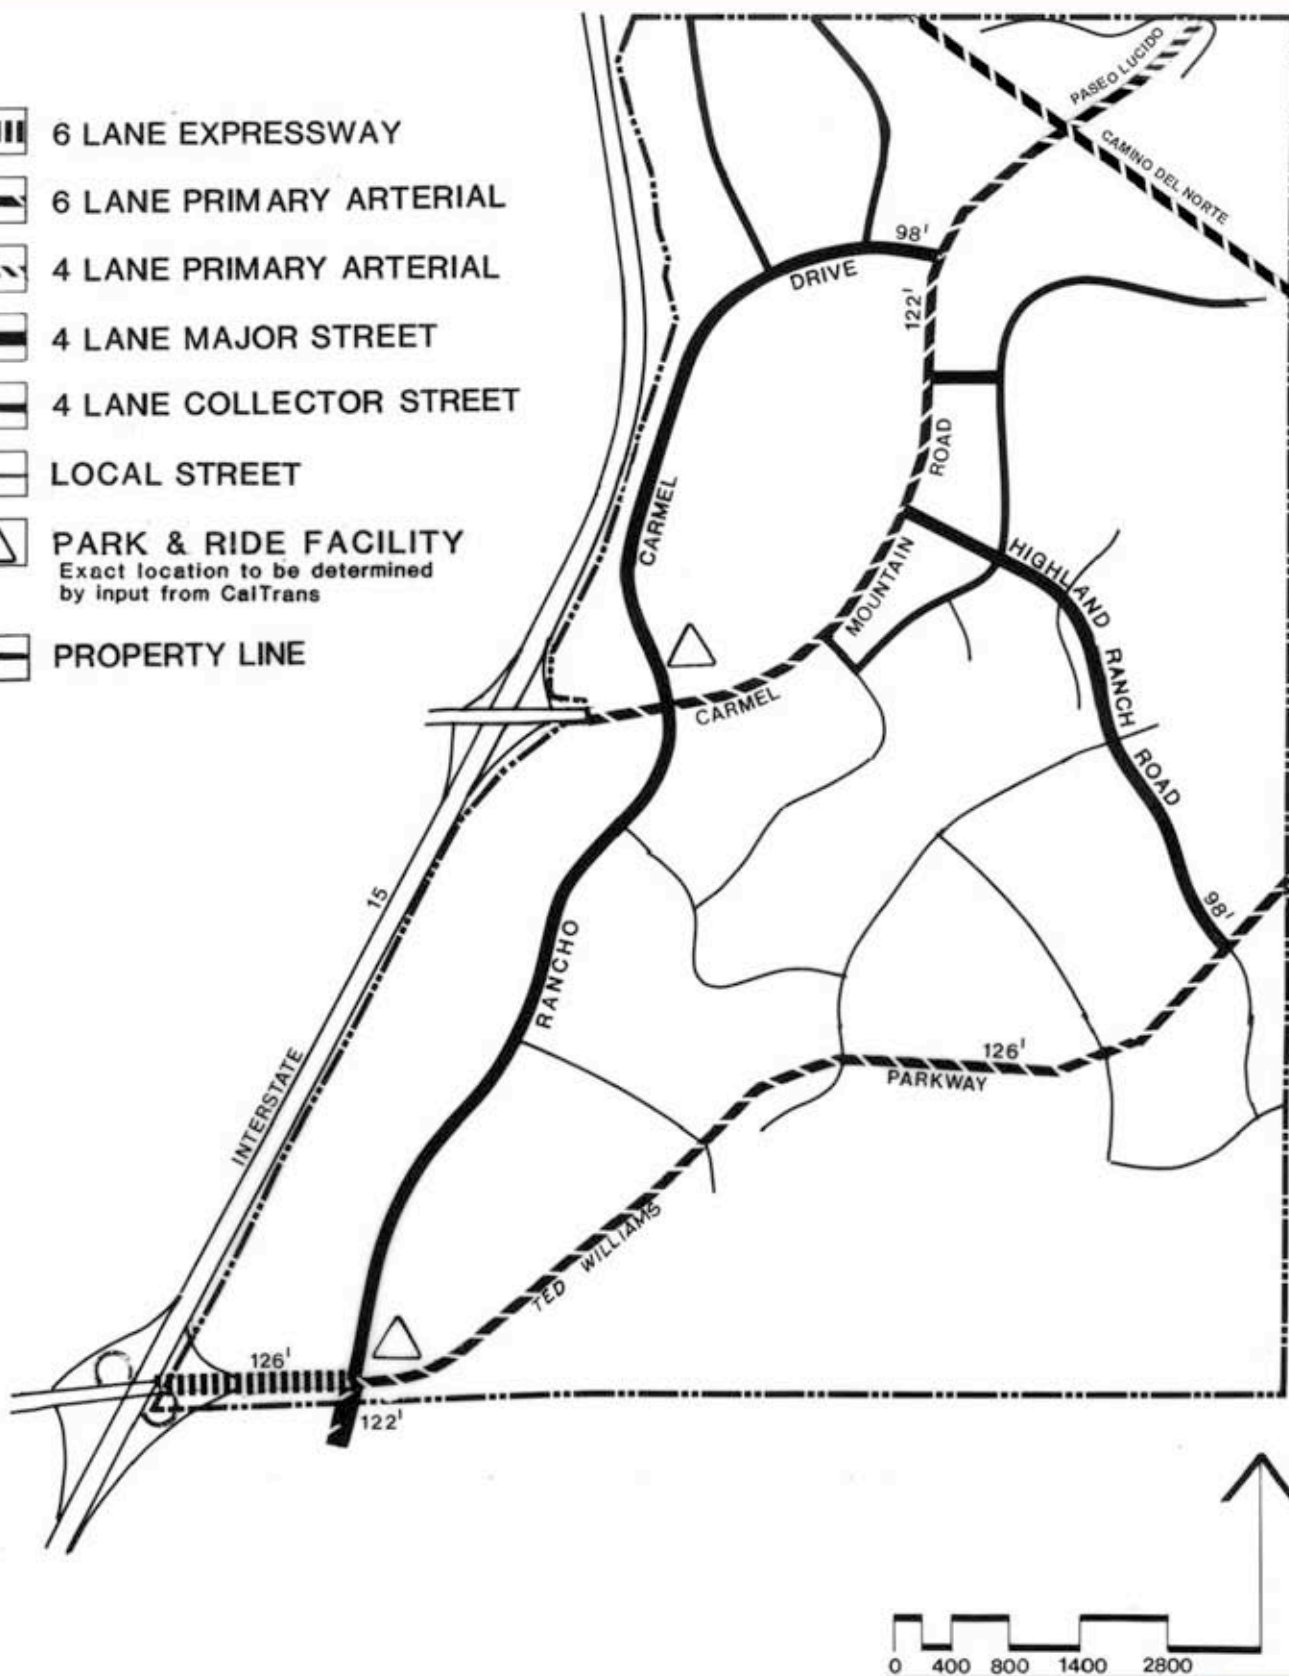 6 LANE EXPRESSWAY
6 LANE PRIMARY ARTERIAL
4 LANE PRIMARY ARTERIAL
4 LANE MAJOR STREET
4 LANE COLLECTOR STREET
LOCAL STREET
PARK & RIDE FACILITY
Exact location to be determined
by input from CalTrans
PROPERTY LINE
PASEO LUCIDO
CAMINO DEL NORTE
98'
DRIVE
122'
ROAD
CARMEL
MOUNTAIN
HIGHLAND RANCH ROAD
CARMEL
15
98'
RANCHO
INTERSTATE
126'
PARKWAY
TED WILLIAMS
126'
122'
0 400 800 1400 2800